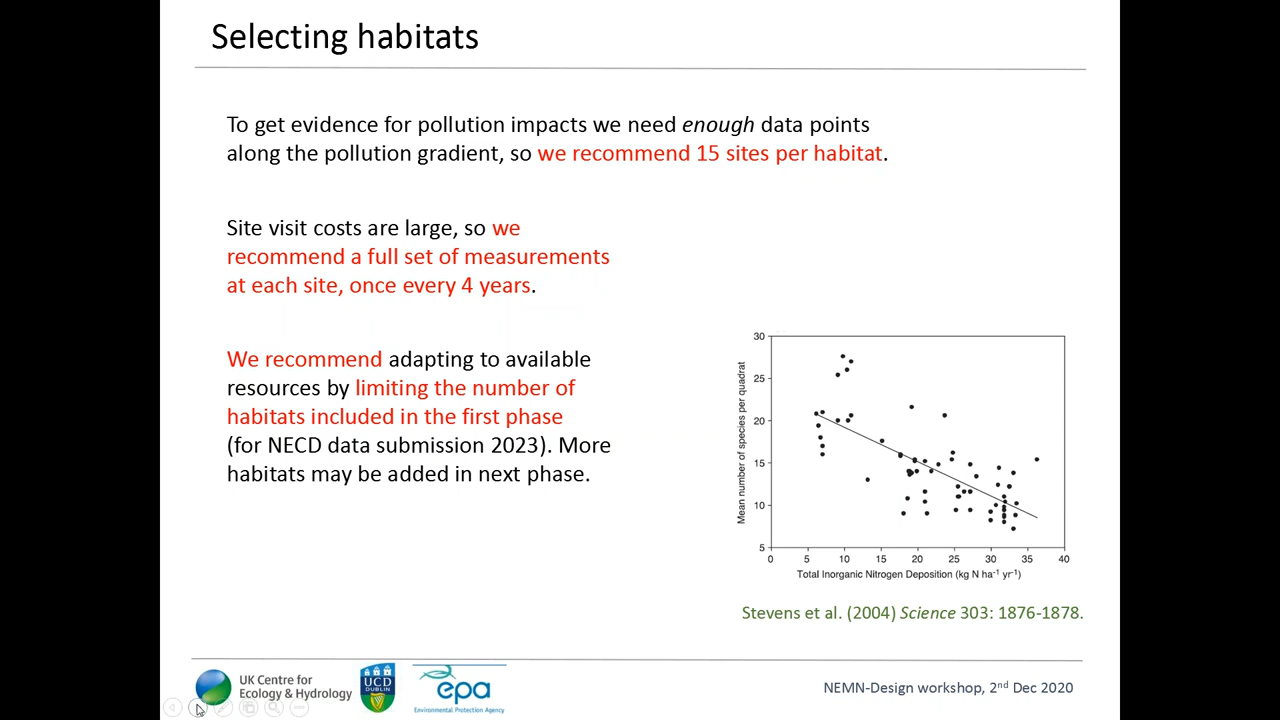 Selecting habitats
To get evidence for pollution impacts we need enough data points
along the pollution gradient, so we recommend 15 sites per habitat.
Site visit costs are large, so we
recommend a full set of measurements
at each site, once every 4 years.
We recommend adapting to available
resources by limiting the number of
habitats included in the first phase
(for NECD data submission 2023). More
habitats may be added in next phase.
30
25
20
15
10
5
Mean number of species per quadrat
0 5 10 15 20 25 30 35 40
Total Inorganic Nitrogen Deposition (kg N ha⁻¹ yr⁻¹)
Stevens et al. (2004) Science 303: 1876-1878.
UK Centre for
Ecology & Hydrology
UCD
DUBLIN
epa
Environmental Protection Agency
NEMN-Design workshop, 2nd Dec 2020